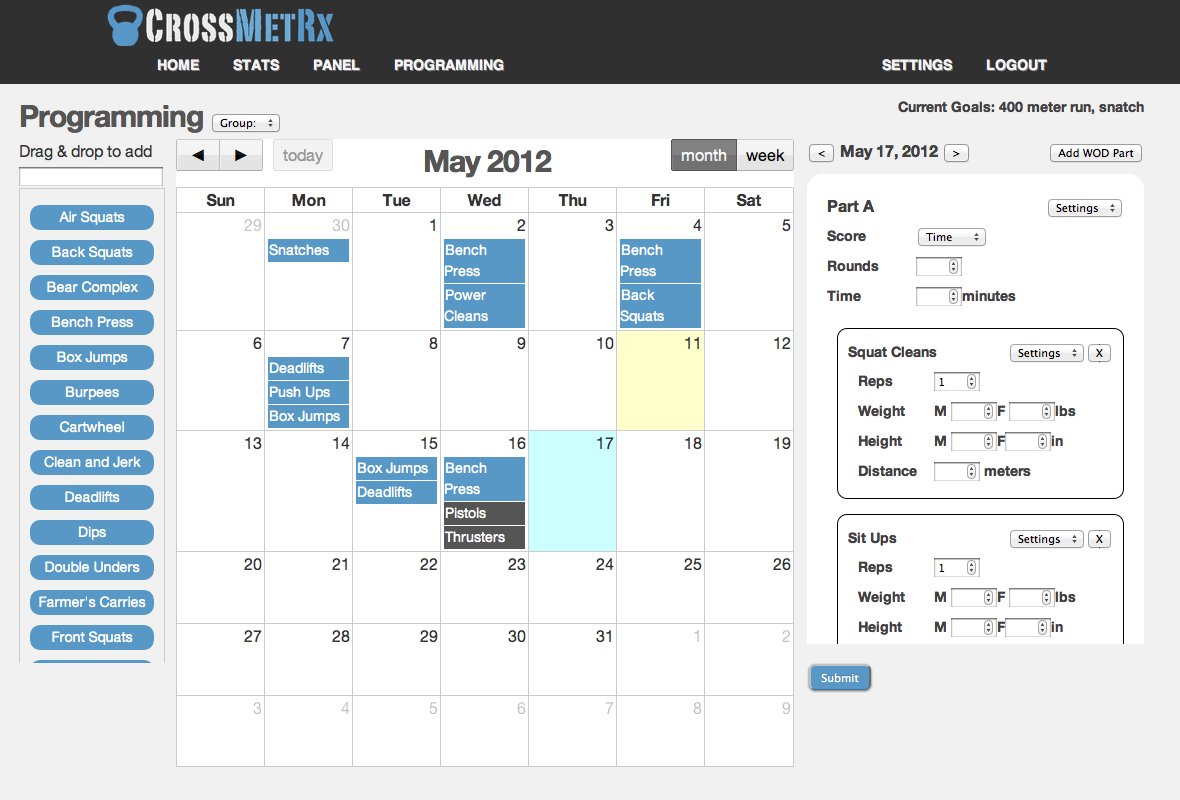 CrossMetRx
HOME STATS PANEL PROGRAMMING SETTINGS LOGOUT
Current Goals: 400 meter run, snatch
Programming Group:
Drag & drop to add
Air Squats
Back Squats
Bear Complex
Bench Press
Box Jumps
Burpees
Cartwheel
Clean and Jerk
Deadlifts
Dips
Double Unders
Farmer's Carries
Front Squats
◀ ▶ today May 2012 month week
Sun Mon Tue Wed Thu Fri Sat
29 30 1 2 3 4 5
Snatches
Bench
Press
Power
Cleans
Bench
Press
Back
Squats
6 7 8 9 10 11 12
Deadlifts
Push Ups
Box Jumps
13 14 15 16 17 18 19
Box Jumps
Deadlifts
Bench
Press
Pistols
Thrusters
20 21 22 23 24 25 26
27 28 29 30 31 1 2
3 4 5 6 7 8 9
< May 17, 2012 > Add WOD Part
Part A Settings
Score Time
Rounds
Time minutes
Squat Cleans Settings X
Reps 1
Weight M F lbs
Height M F in
Distance meters
Sit Ups Settings X
Reps 1
Weight M F lbs
Height M F in
Submit